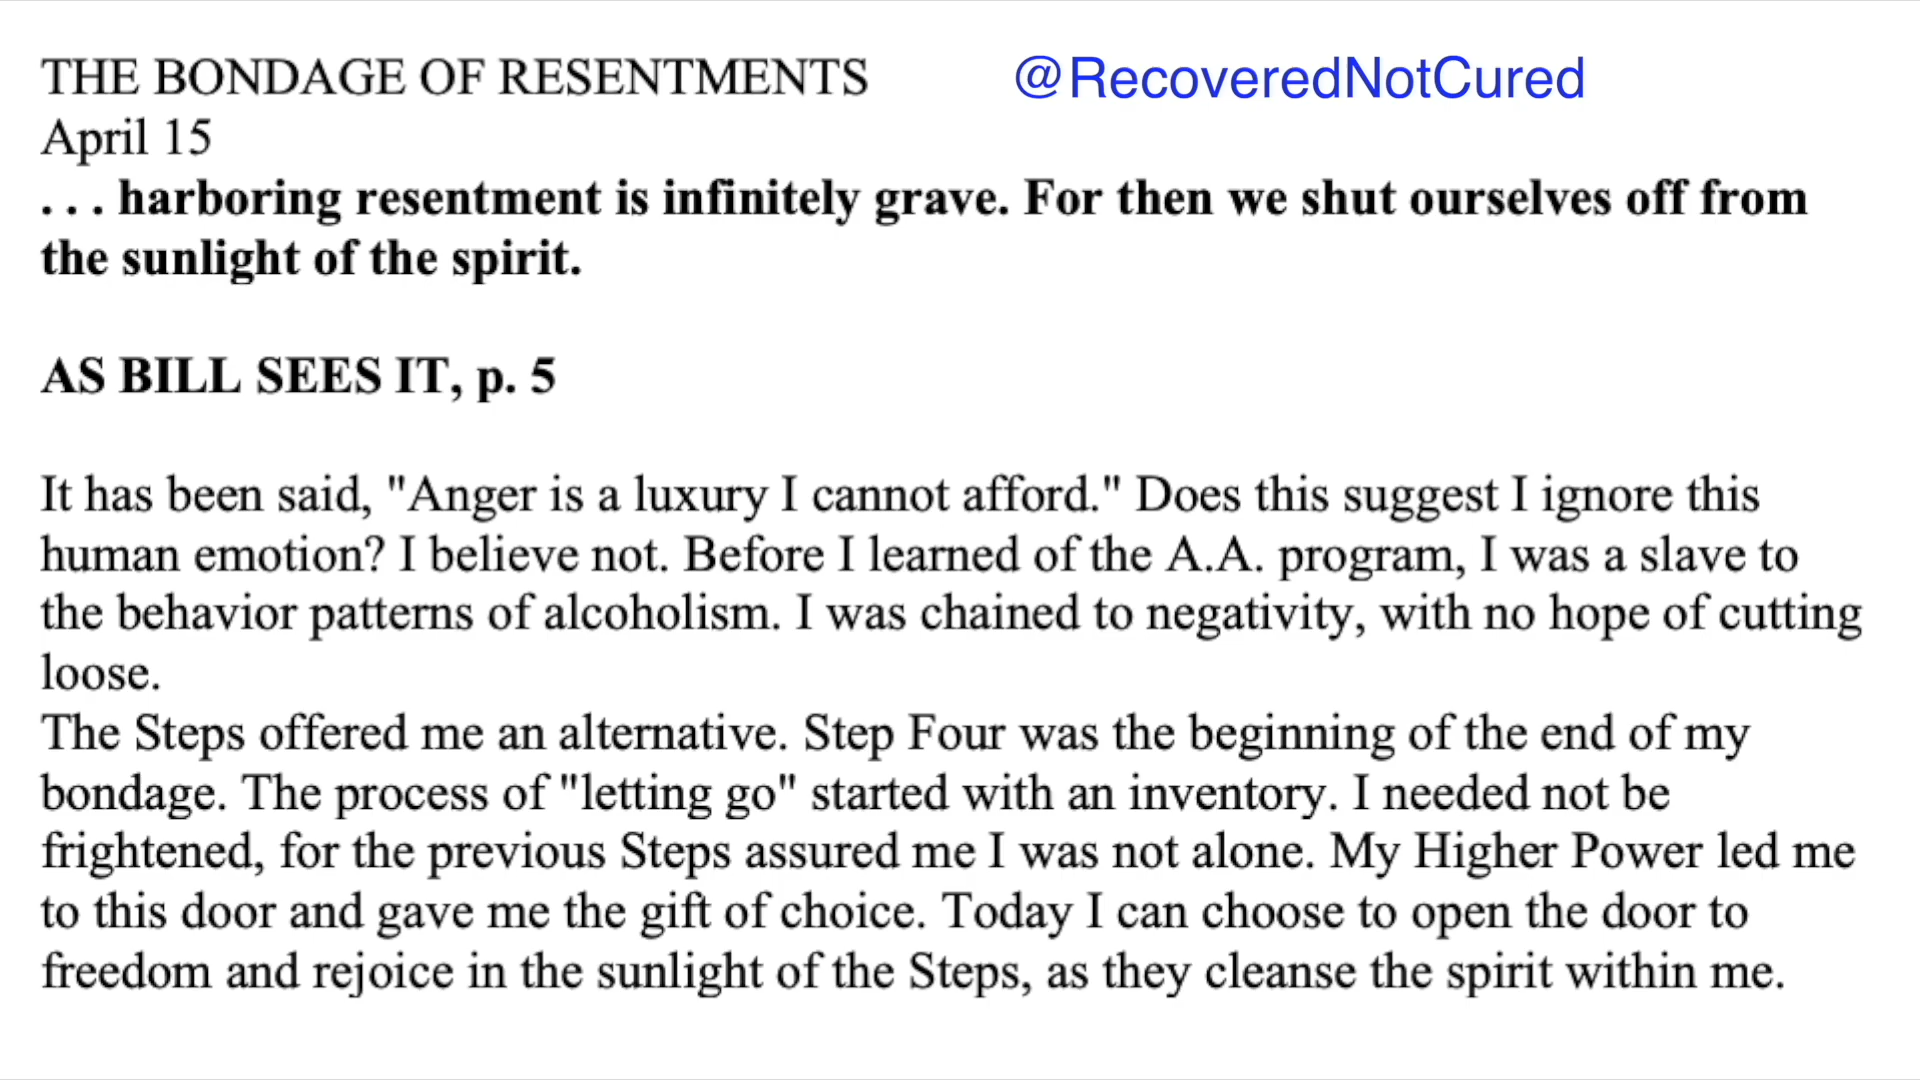 THE BONDAGE OF RESENTMENTS @RecoveredNotCured
April 15
. . . harboring resentment is infinitely grave. For then we shut ourselves off from
the sunlight of the spirit.
AS BILL SEES IT, p. 5
It has been said, "Anger is a luxury I cannot afford." Does this suggest I ignore this
human emotion? I believe not. Before I learned of the A.A. program, I was a slave to
the behavior patterns of alcoholism. I was chained to negativity, with no hope of cutting
loose.
The Steps offered me an alternative. Step Four was the beginning of the end of my
bondage. The process of "letting go" started with an inventory. I needed not be
frightened, for the previous Steps assured me I was not alone. My Higher Power led me
to this door and gave me the gift of choice. Today I can choose to open the door to
freedom and rejoice in the sunlight of the Steps, as they cleanse the spirit within me.